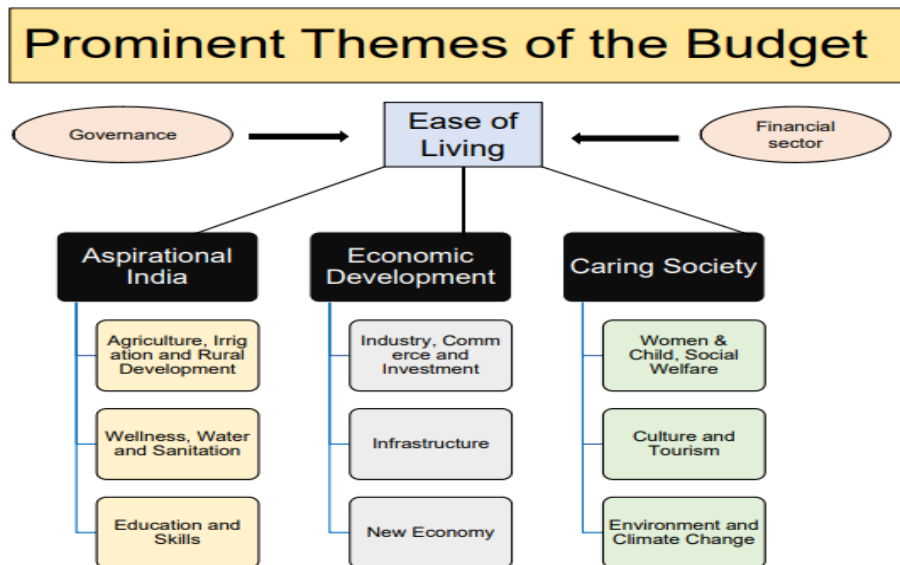 Prominent Themes of the Budget
Governance
Ease of
Living
Financial
sector
Aspirational
India
Economic
Development
Caring Society
Agriculture, Irrig
ation and Rural
Development
Industry, Comm
erce and
Investment
Women &
Child, Social
Welfare
Wellness, Water
and Sanitation
Infrastructure
Culture and
Tourism
Education and
Skills
New Economy
Environment and
Climate Change